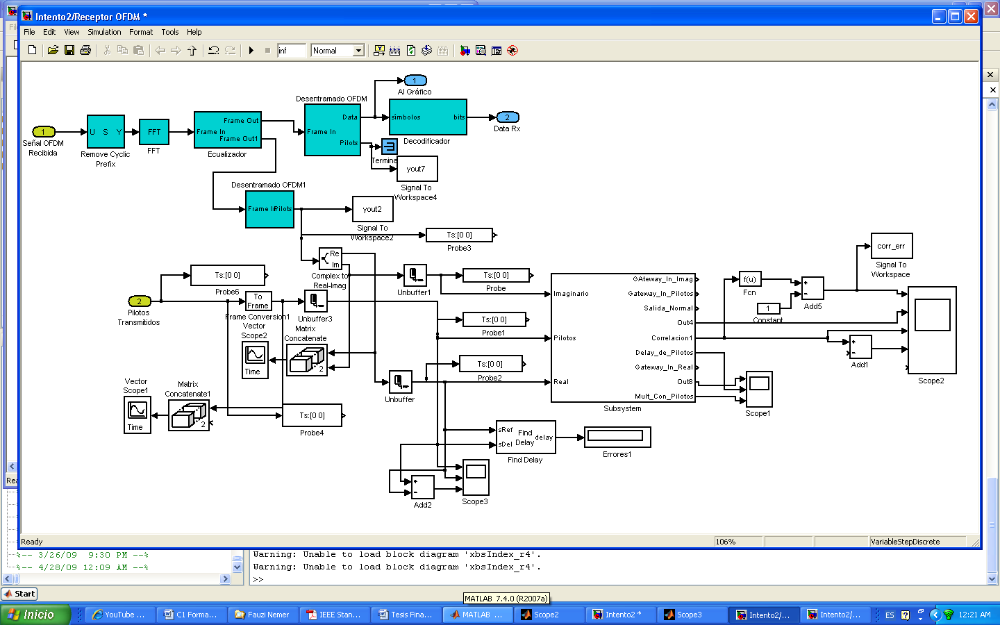 Intento2/Receptor OFDM *
File Edit View Simulation Format Tools Help
inf
Normal
1
Señal OFDM
Recibida
U S Y
Remove Cyclic
Prefix
FFT
FFT
Frame In
Frame Out
Frame Out1
Ecualizador
Desentramado OFDM
Frame In
Data
Pilots
1
Al Gráfico
símbolos
bits
Decodificador
2
Data Rx
Termina
yout7
Signal To
Workspace4
Desentramado OFDM1
Frame In
Pilots
yout2
Signal To
Workspace2
Ts:[0 0]
Probe3
Re
Im
Complex to
Real-Imag
Ts:[0 0]
Probe6
2
Pilotos
Transmitidos
To
Frame
Frame Conversion1
Unbuffer3
Unbuffer1
Ts:[0 0]
Probe
Ts:[0 0]
Probe1
Ts:[0 0]
Probe2
Vector
Scope2
Time
Matrix
Concatenate
2
Unbuffer
Vector
Scope1
Time
Matrix
Concatenate1
2
Ts:[0 0]
Probe4
Imaginario
Pilotos
Real
GAteway_In_Imag
Gateway_In_Pilotos
Salida_Normal
Out4
Correlacion1
Delay_de_Pilotos
Gateway_In_Real
Out8
Mult_Con_Pilotos
Subsystem
f(u)
Fcn
1
Constant
Add5
corr_err
Signal To
Workspace
Add1
Scope2
Scope1
sRef
sDel
Find
Delay
delay
Find Delay
Errores1
Add2
Scope3
Ready
106%
VariableStepDiscrete
%-- 3/26/09 9:30 PM --%
%-- 4/28/09 12:09 AM --%
Warning: Unable to load block diagram 'xbsIndex_r4'.
Warning: Unable to load block diagram 'xbsIndex_r4'.
>>
Start
MATLAB 7.4.0 (R2007a)
Inicio
YouTube ...
C1 Forma...
Fauzi Nemer
IEEE Stan...
Tesis Fina...
MATLAB ...
Scope2
Intento2 *
Scope3
Intento2/...
Intento2/...
ES
12:21 AM